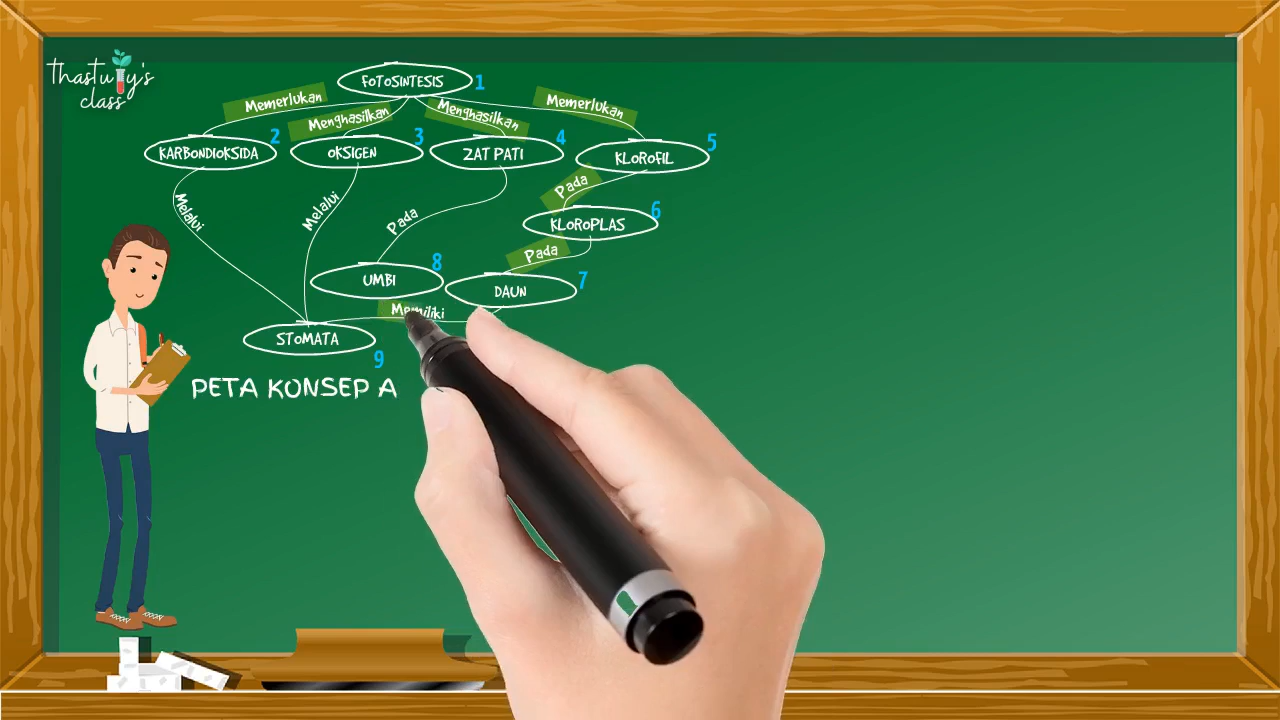 thastuty's
class
FOTOSINTESIS 1
Memerlukan
Menghasilkan
Menghasilkan
Memerlukan
KARBONDIOKSIDA 2
OKSIGEN 3
ZAT PATI 4
KLOROFIL 5
Melalui
Melalui
Pada
Pada
KLOROPLAS 6
Pada
UMBI 8
DAUN 7
Memiliki
STOMATA 9
PETA KONSEP A